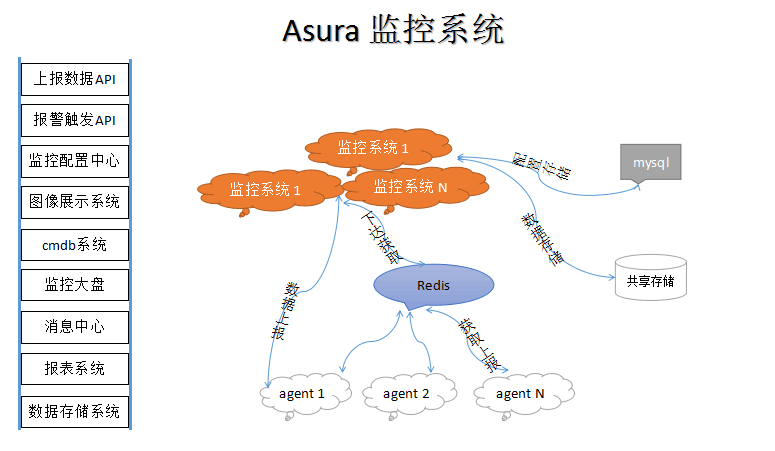 Asura 监控系统
上报数据API
报警触发API
监控配置中心
图像展示系统
cmdb系统
监控大盘
消息中心
报表系统
数据存储系统
监控系统 1
监控系统 1
监控系统 N
配置存储
mysql
数据存储
共享存储
下达获取
Redis
数据上报
获取上报
agent 1
agent 2
agent N